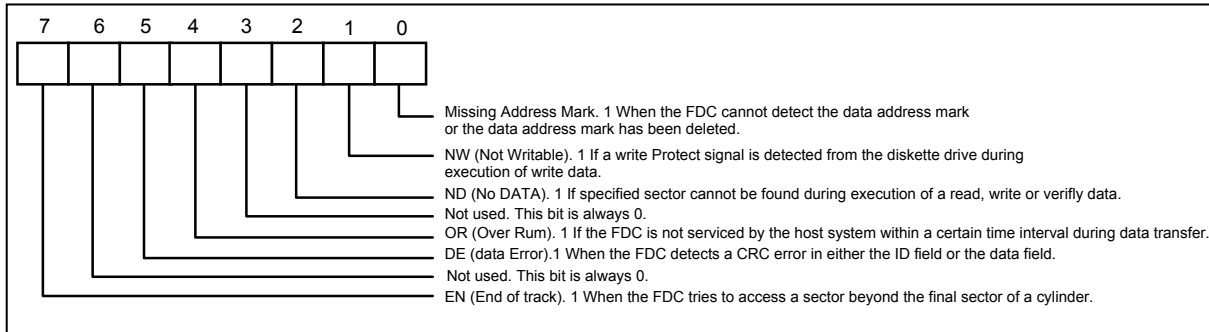 7 6 5 4 3 2 1 0
Missing Address Mark. 1 When the FDC cannot detect the data address mark
or the data address mark has been deleted.
NW (Not Writable). 1 If a write Protect signal is detected from the diskette drive during
execution of write data.
ND (No DATA). 1 If specified sector cannot be found during execution of a read, write or verifly data.
Not used. This bit is always 0.
OR (Over Rum). 1 If the FDC is not serviced by the host system within a certain time interval during data transfer.
DE (data Error).1 When the FDC detects a CRC error in either the ID field or the data field.
Not used. This bit is always 0.
EN (End of track). 1 When the FDC tries to access a sector beyond the final sector of a cylinder.